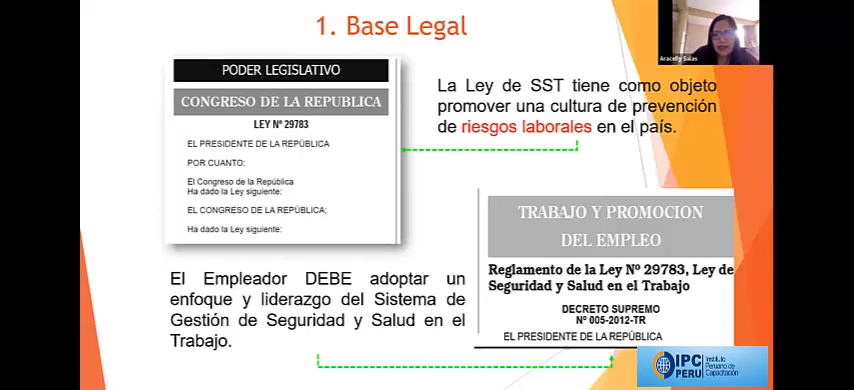 1. Base Legal
Aracelly Salas
PODER LEGISLATIVO
CONGRESO DE LA REPUBLICA
LEY Nº 29783
EL PRESIDENTE DE LA REPÚBLICA
POR CUANTO:
El Congreso de la República
Ha dado la Ley siguiente:
EL CONGRESO DE LA REPÚBLICA;
Ha dado la Ley siguiente:
La Ley de SST tiene como objeto
promover una cultura de prevención
de riesgos laborales en el país.
TRABAJO Y PROMOCION
DEL EMPLEO
Reglamento de la Ley Nº 29783, Ley de
Seguridad y Salud en el Trabajo
DECRETO SUPREMO
Nº 005-2012-TR
EL PRESIDENTE DE LA REPÚBLICA
El Empleador DEBE adoptar un
enfoque y liderazgo del Sistema de
Gestión de Seguridad y Salud en el
Trabajo.
IPC
PERU
Instituto
Peruano de
Capacitación